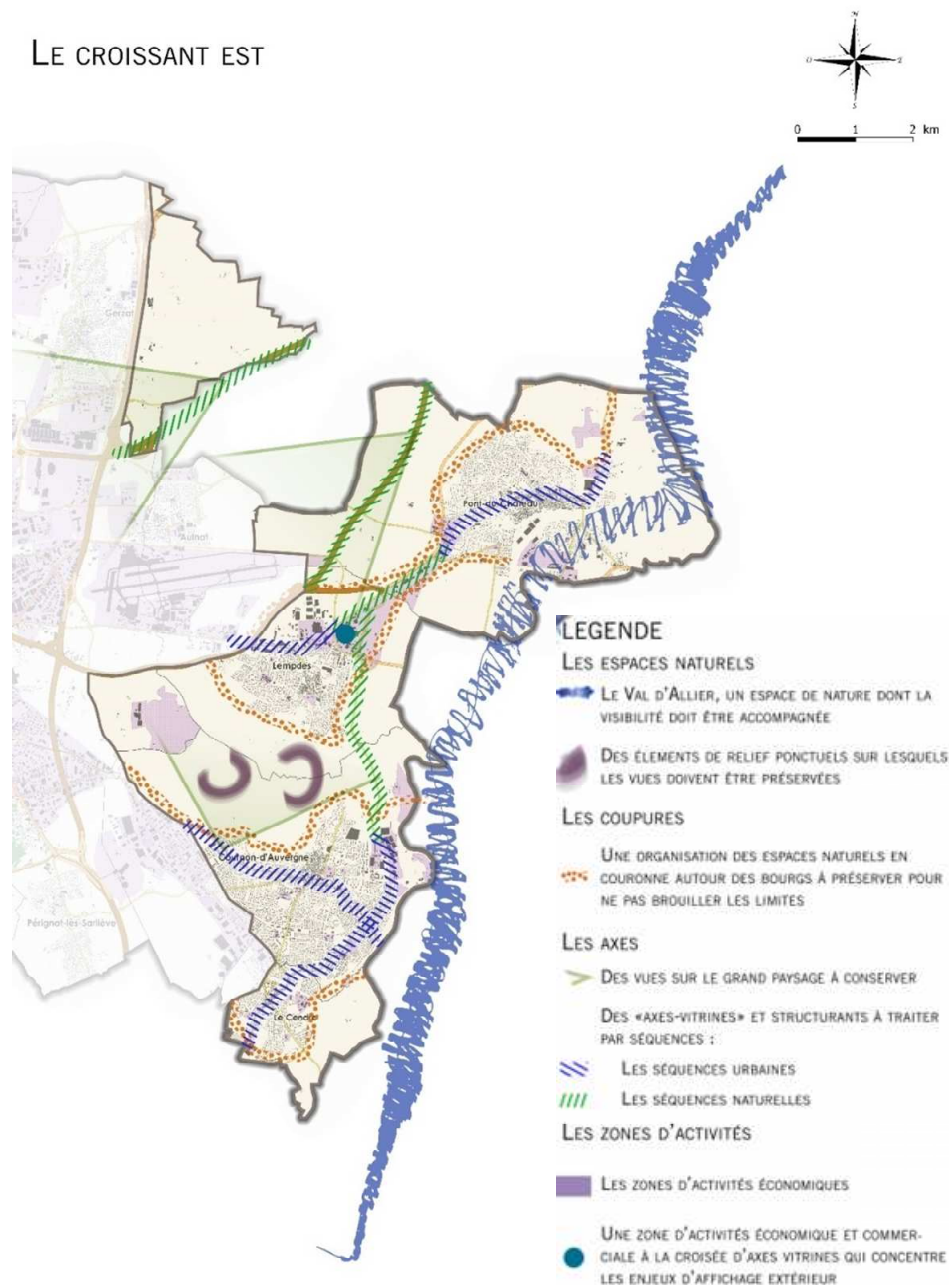 Le croissant est
N
O
E
S
0 1 2 km
Gerzat
Pont-du-Château
Aulnat
Lempdes
Cournon-d'Auvergne
Pérignat-lès-Sarliève
Le Cendre
LEGENDE
Les espaces naturels
Le Val d'Allier, un espace de nature dont la
visibilité doit être accompagnée
Des éléments de relief ponctuels sur lesquels
les vues doivent être préservées
Les coupures
Une organisation des espaces naturels en
couronne autour des bourgs à préserver pour
ne pas brouiller les limites
Les axes
Des vues sur le grand paysage à conserver
Des «axes-vitrines» et structurants à traiter
par séquences :
Les séquences urbaines
Les séquences naturelles
Les zones d'activités
Les zones d'activités économiques
Une zone d'activités économique et commer-
ciale à la croisée d'axes vitrines qui concentre
les enjeux d'affichage extérieur